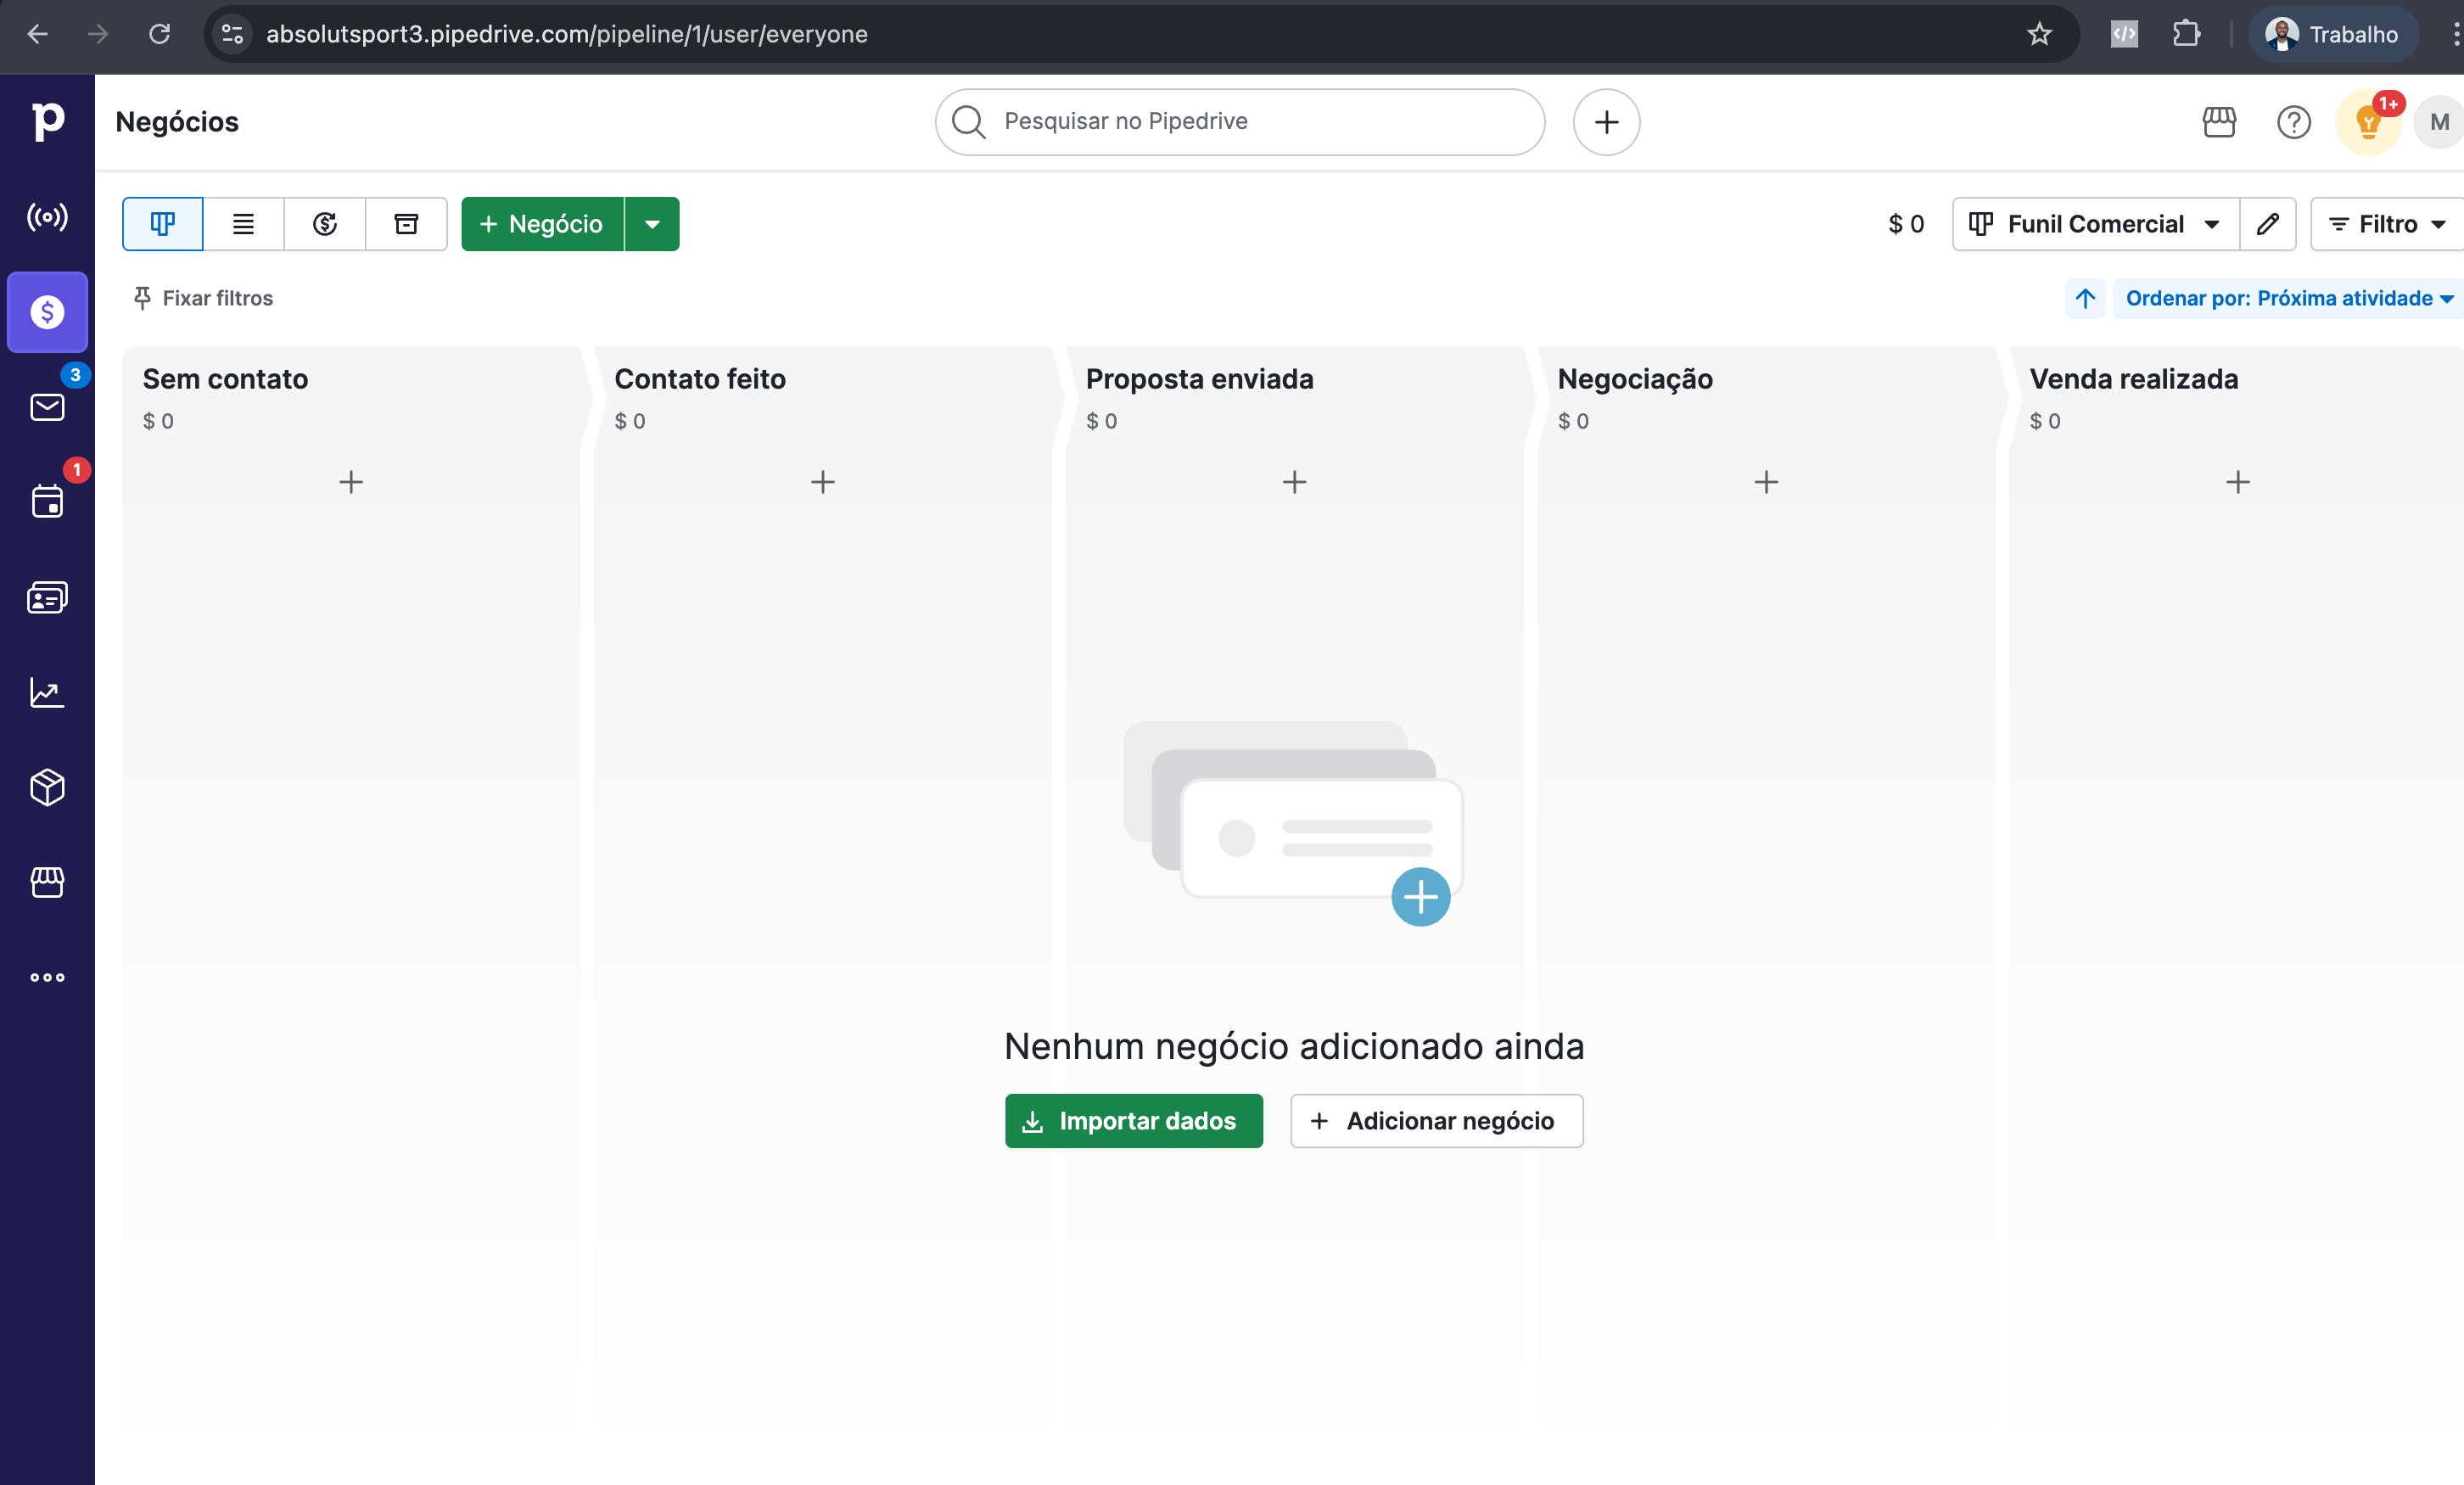 absolutsport3.pipedrive.com/pipeline/1/user/everyone
Trabalho
p
Negócios
Pesquisar no Pipedrive
1+
M
Negócio
$ 0
Funil Comercial
Filtro
Fixar filtros
Ordenar por: Próxima atividade
3
1
Sem contato
$ 0
Contato feito
$ 0
Proposta enviada
$ 0
Negociação
$ 0
Venda realizada
$ 0
Nenhum negócio adicionado ainda
Importar dados
Adicionar negócio